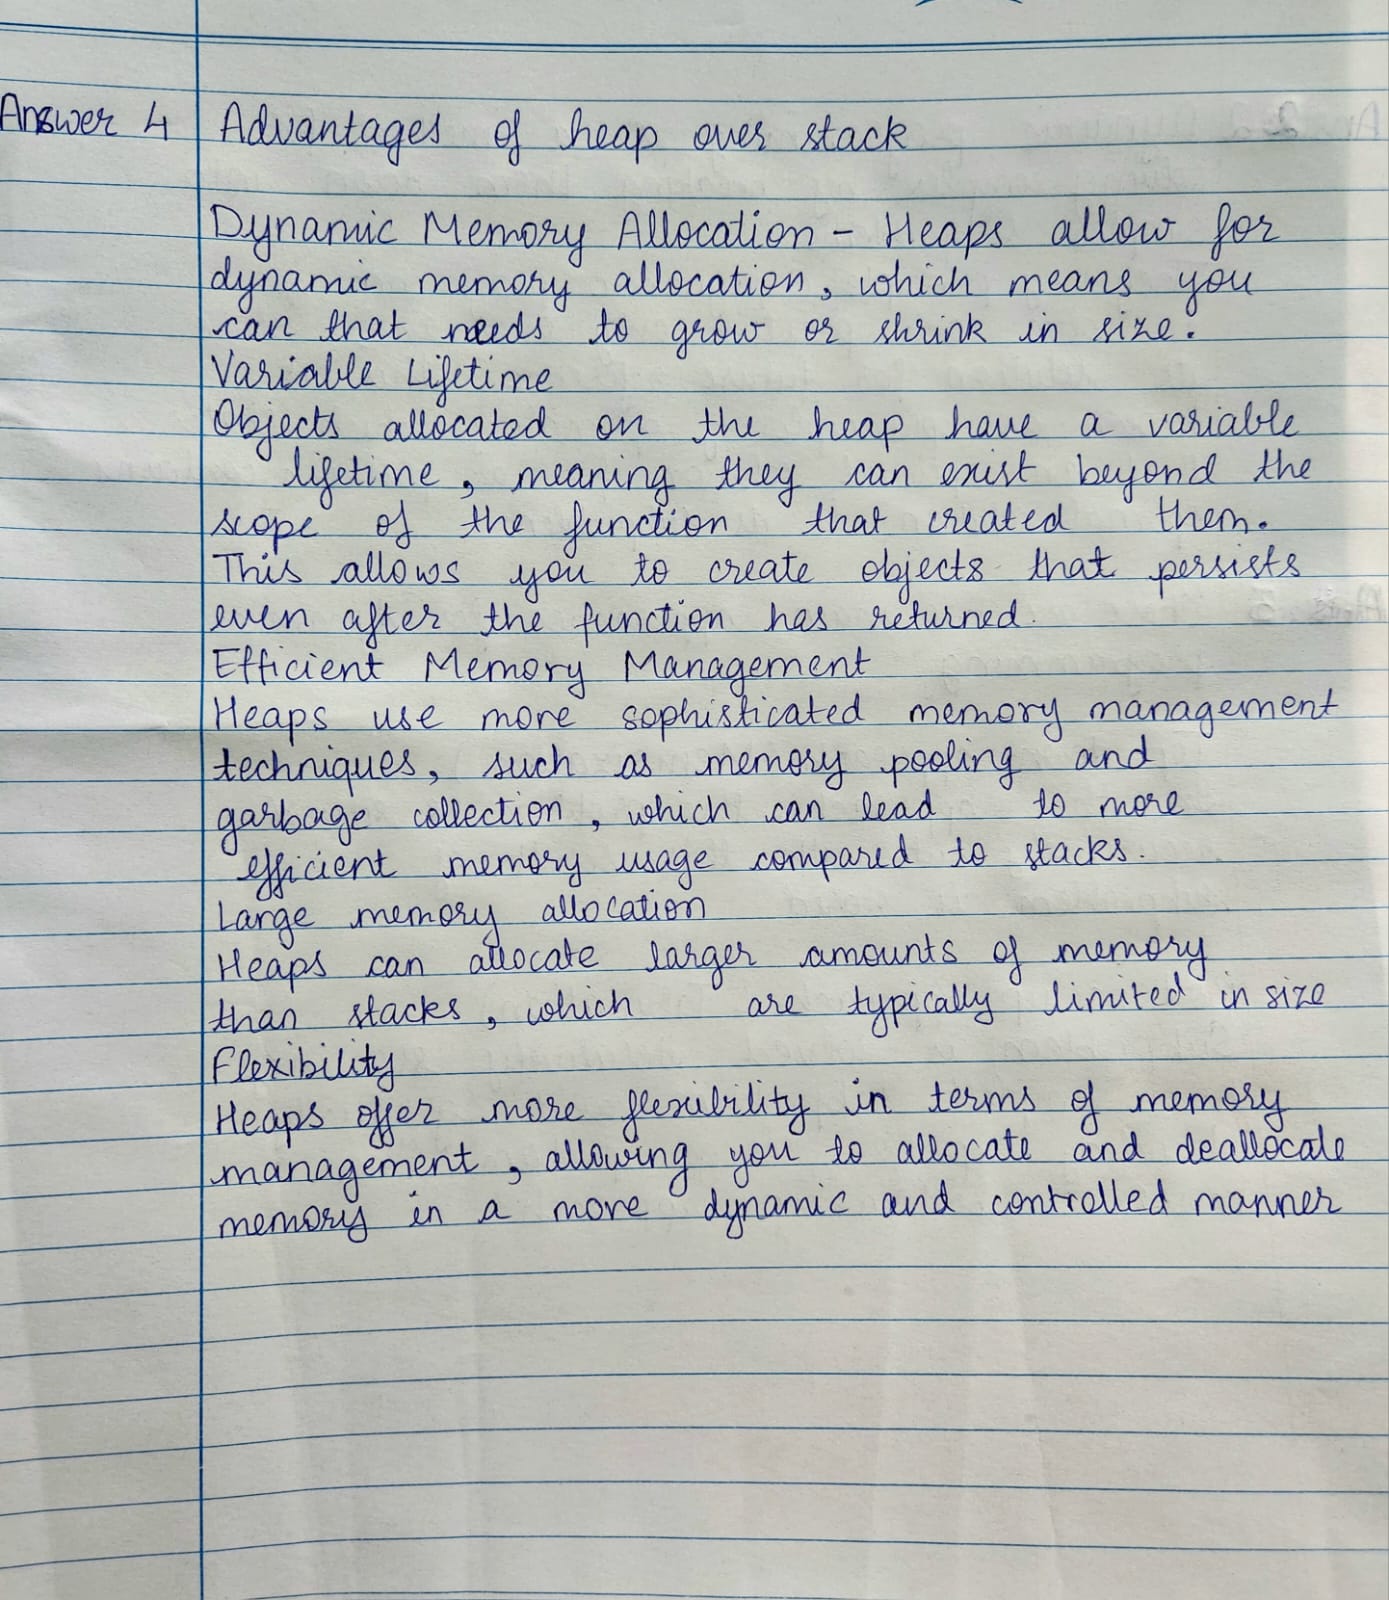 Answer 4 Advantages of heap over stack
Dynamic Memory Allocation - Heaps allow for
dynamic memory allocation, which means you
can that needs to grow or shrink in size.
Variable Lifetime
Objects allocated on the heap have a variable
lifetime, meaning they can exist beyond the
scope of the function that created them.
This allows you to create objects that persists
even after the function has returned.
Efficient Memory Management
Heaps use more sophisticated memory management
techniques, such as memory pooling and
garbage collection, which can lead to more
efficient memory usage compared to stacks.
Large memory allocation
Heaps can allocate larger amounts of memory
than stacks, which are typically limited in size
Flexibility
Heaps offer more flexibility in terms of memory
management, allowing you to allocate and deallocate
memory in a more dynamic and controlled manner